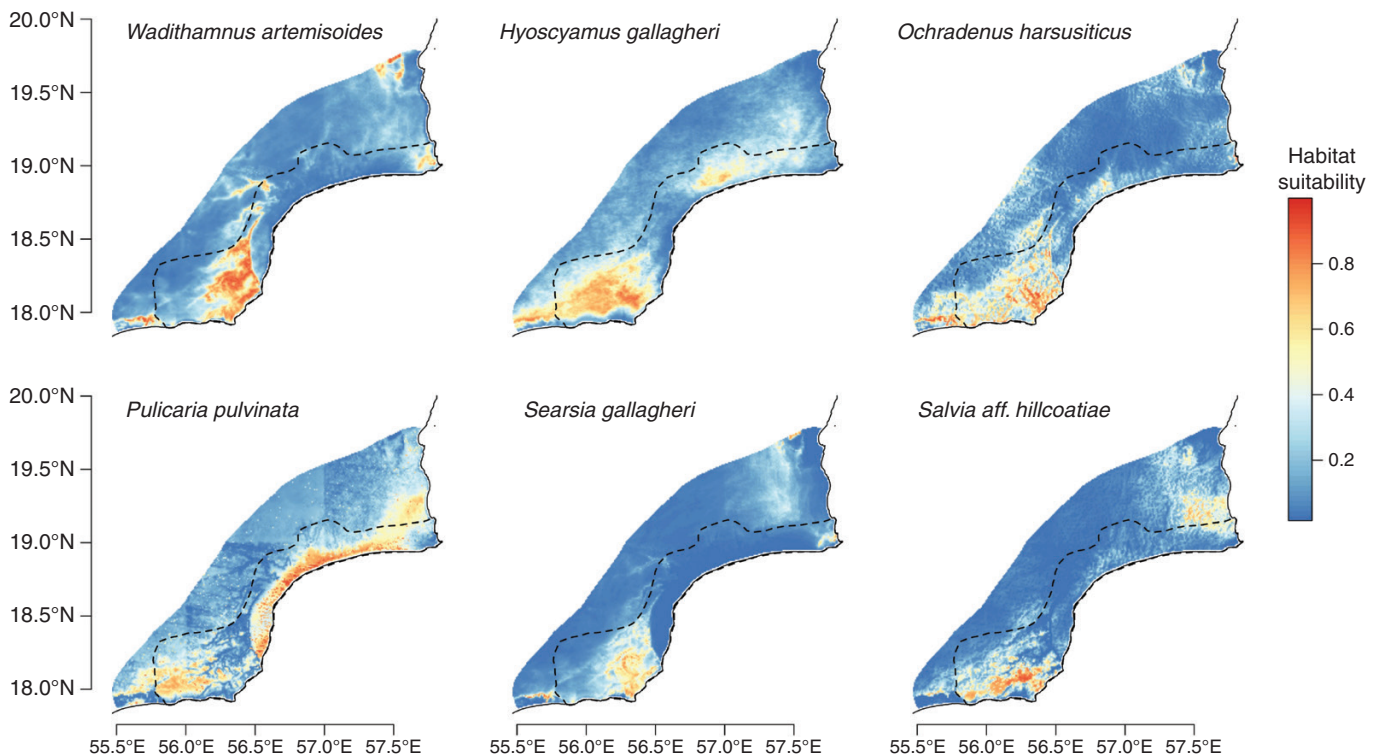 20.0°N
19.5°N
19.0°N
18.5°N
18.0°N
Wadithamnus artemisoides
Hyoscyamus gallagheri
Ochradenus harsusiticus
Habitat
suitability
0.8
0.6
0.4
0.2
20.0°N
19.5°N
19.0°N
18.5°N
18.0°N
Pulicaria pulvinata
Searsia gallagheri
Salvia aff. hillcoatiae
55.5°E 56.0°E 56.5°E 57.0°E 57.5°E
55.5°E 56.0°E 56.5°E 57.0°E 57.5°E
55.5°E 56.0°E 56.5°E 57.0°E 57.5°E